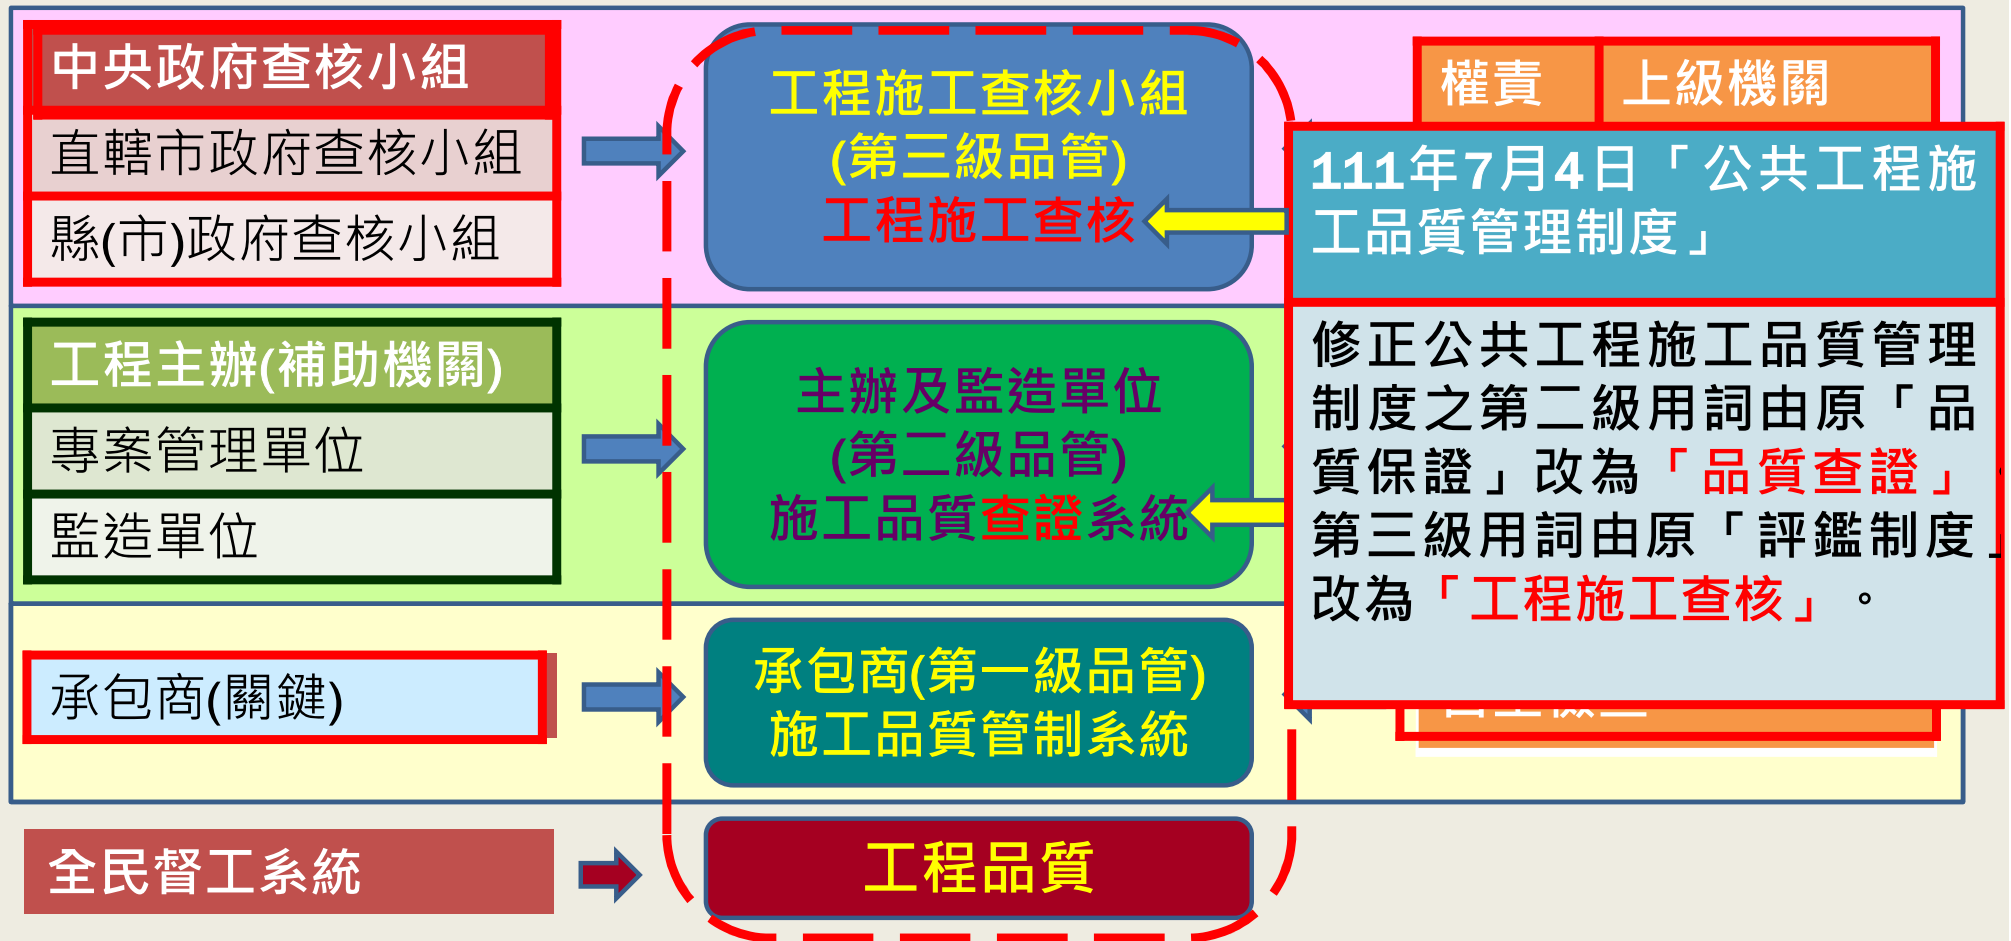 中央政府查核小組
直轄市政府查核小組
縣(市)政府查核小組
工程施工查核小組
(第三級品管)
工程施工查核
權責
上級機關
111年7月4日「公共工程施
工品質管理制度」
修正公共工程施工品質管理
制度之第二級用詞由原「品
質保證」改為「品質查證」，
第三級用詞由原「評鑑制度」
改為「工程施工查核」。
工程主辦(補助機關)
專案管理單位
監造單位
主辦及監造單位
(第二級品管)
施工品質查證系統
承包商(關鍵)
承包商(第一級品管)
施工品質管制系統
全民督工系統
工程品質